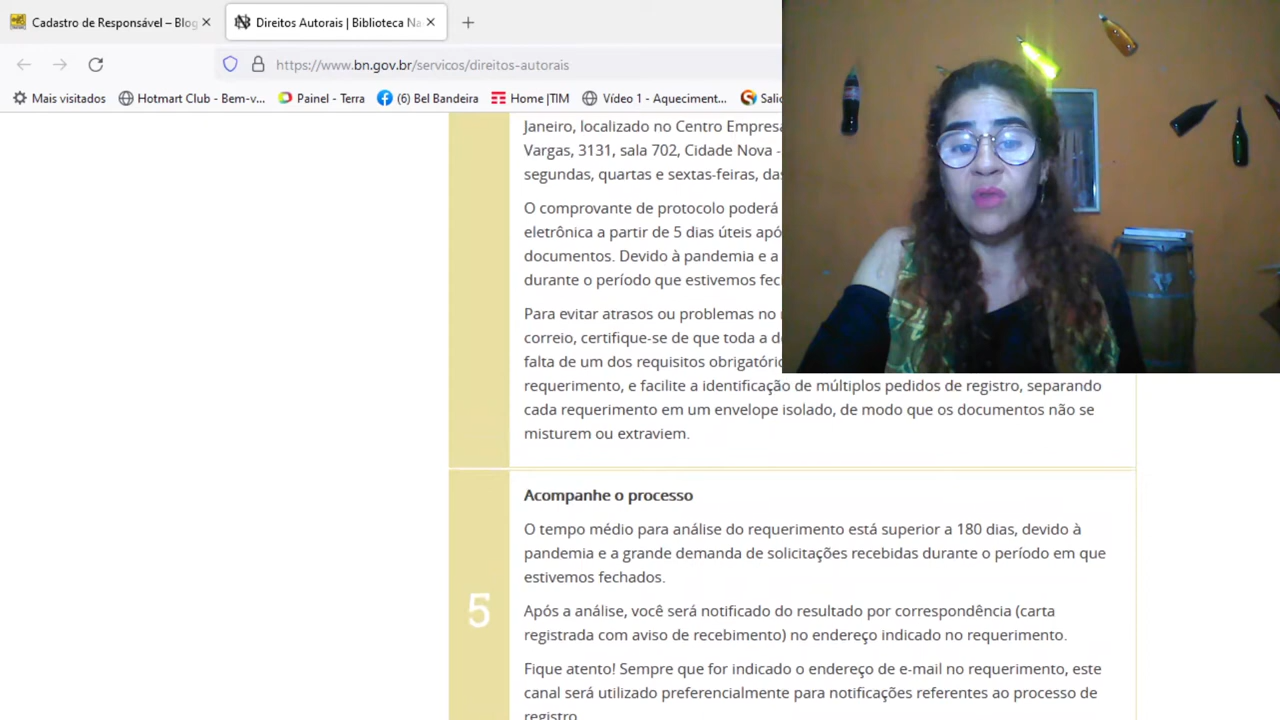 Cadastro de Responsável – Blog
Direitos Autorais | Biblioteca Na
https://www.bn.gov.br/servicos/direitos-autorais
Mais visitados
Hotmart Club - Bem-v...
Painel - Terra
(6) Bel Bandeira
Home |TIM
Vídeo 1 - Aqueciment...
Janeiro, localizado no Centro Empresa
Vargas, 3131, sala 702, Cidade Nova -
segundas, quartas e sextas-feiras, das
O comprovante de protocolo poderá
eletrônica a partir de 5 dias úteis apó
documentos. Devido à pandemia e a
durante o período que estivemos fec
Para evitar atrasos ou problemas no
correio, certifique-se de que toda a d
falta de um dos requisitos obrigatóri
requerimento, e facilite a identificação de múltiplos pedidos de registro, separando
cada requerimento em um envelope isolado, de modo que os documentos não se
misturem ou extraviem.
5
Acompanhe o processo
O tempo médio para análise do requerimento está superior a 180 dias, devido à
pandemia e a grande demanda de solicitações recebidas durante o período em que
estivemos fechados.
Após a análise, você será notificado do resultado por correspondência (carta
registrada com aviso de recebimento) no endereço indicado no requerimento.
Fique atento! Sempre que for indicado o endereço de e-mail no requerimento, este
canal será utilizado preferencialmente para notificações referentes ao processo de
registro